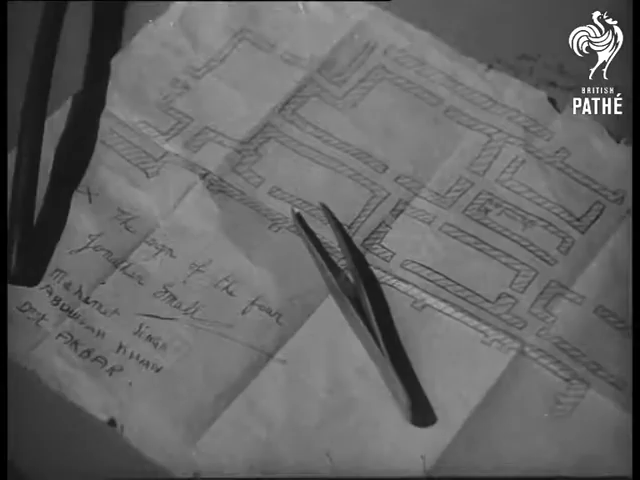 BRITISH
PATHÉ
X The sign of the four
Jonathan Small
MAHOMET SINGH
ABDULLAH KHAN
DOST AKBAR.